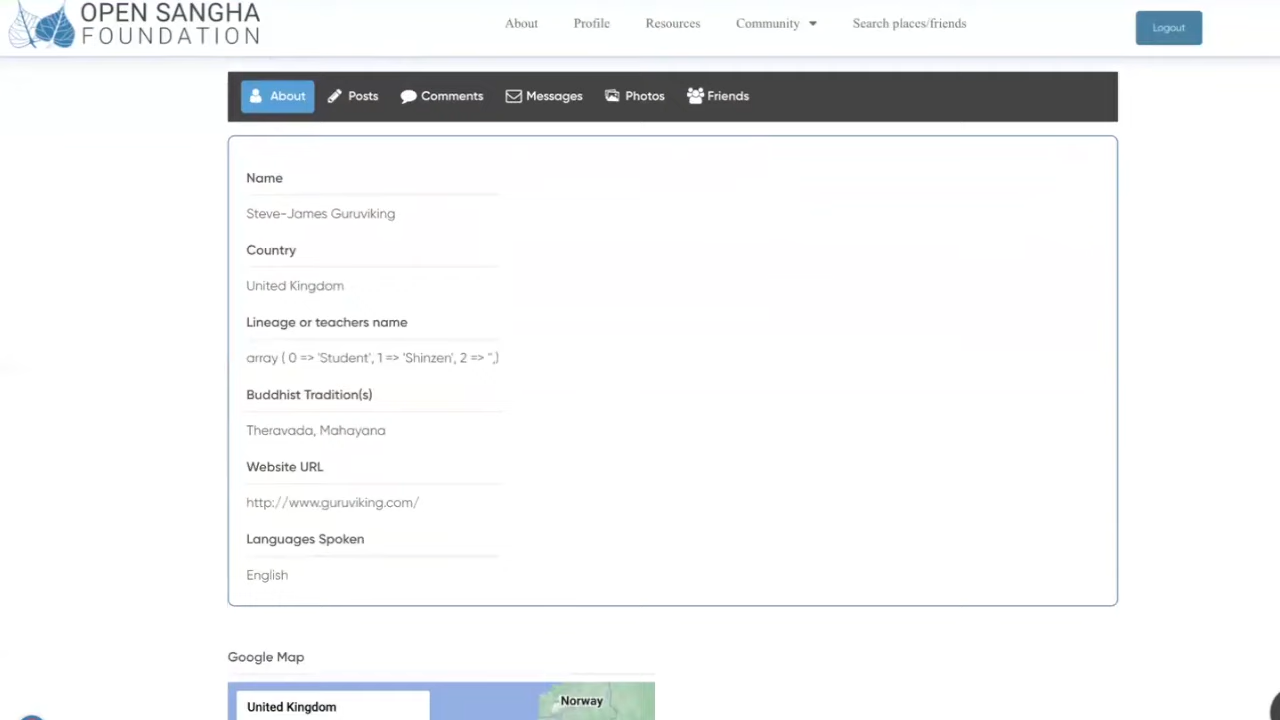 OPEN SANGHA
FOUNDATION
About Profile Resources Community Search places/friends Logout
About Posts Comments Messages Photos Friends
Name
Steve-James Guruviking
Country
United Kingdom
Lineage or teachers name
array ( 0 => 'Student', 1 => 'Shinzen', 2 => '',)
Buddhist Tradition(s)
Theravada, Mahayana
Website URL
http://www.guruviking.com/
Languages Spoken
English
Google Map
United Kingdom
Norway